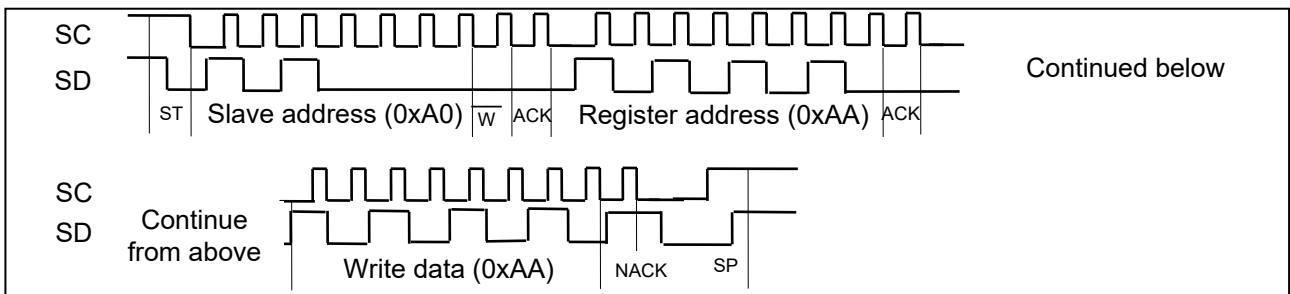 SC
SD
Continued below
ST Slave address (0xA0) W ACK Register address (0xAA) ACK
SC
SD
Continue
from above
Write data (0xAA) NACK SP